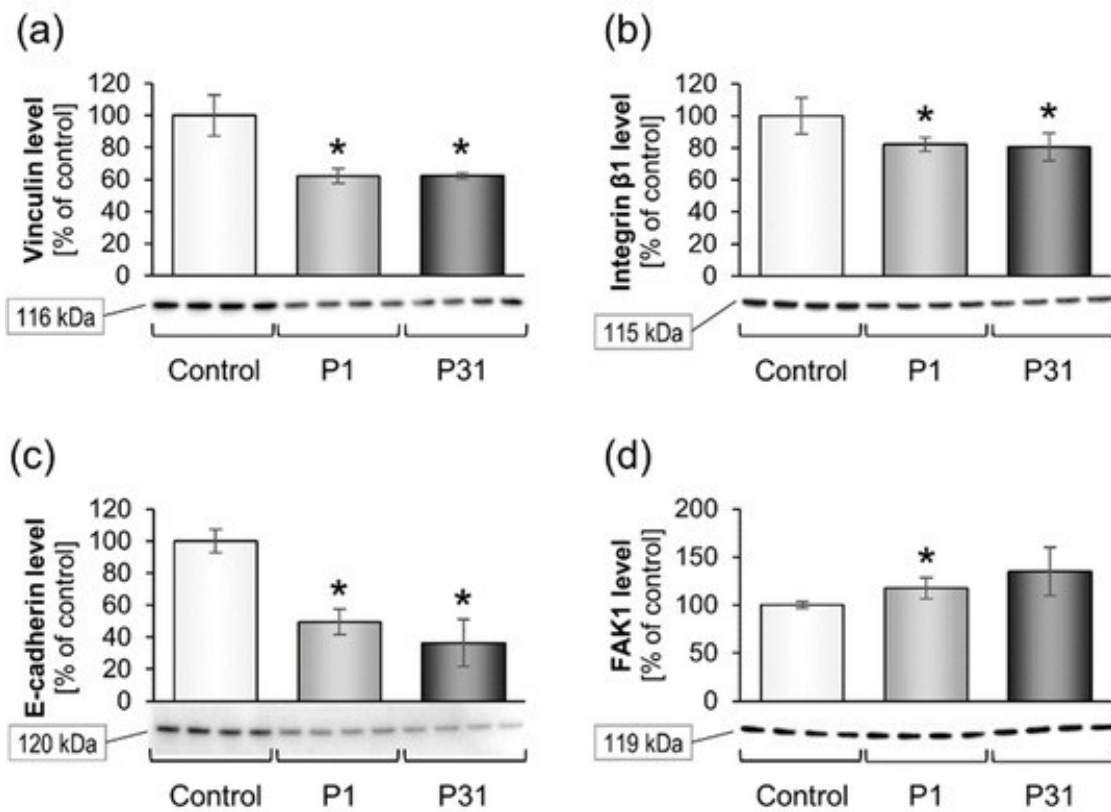 (a)
Vinculin level
[% of control]
120
100
80
60
40
20
0
*
*
116 kDa
Control P1 P31
(b)
Integrin β1 level
[% of control]
120
100
80
60
40
20
0
*
*
115 kDa
Control P1 P31
(c)
E-cadherin level
[% of control]
120
100
80
60
40
20
0
*
*
120 kDa
Control P1 P31
(d)
FAK1 level
[% of control]
200
150
100
50
0
*
119 kDa
Control P1 P31